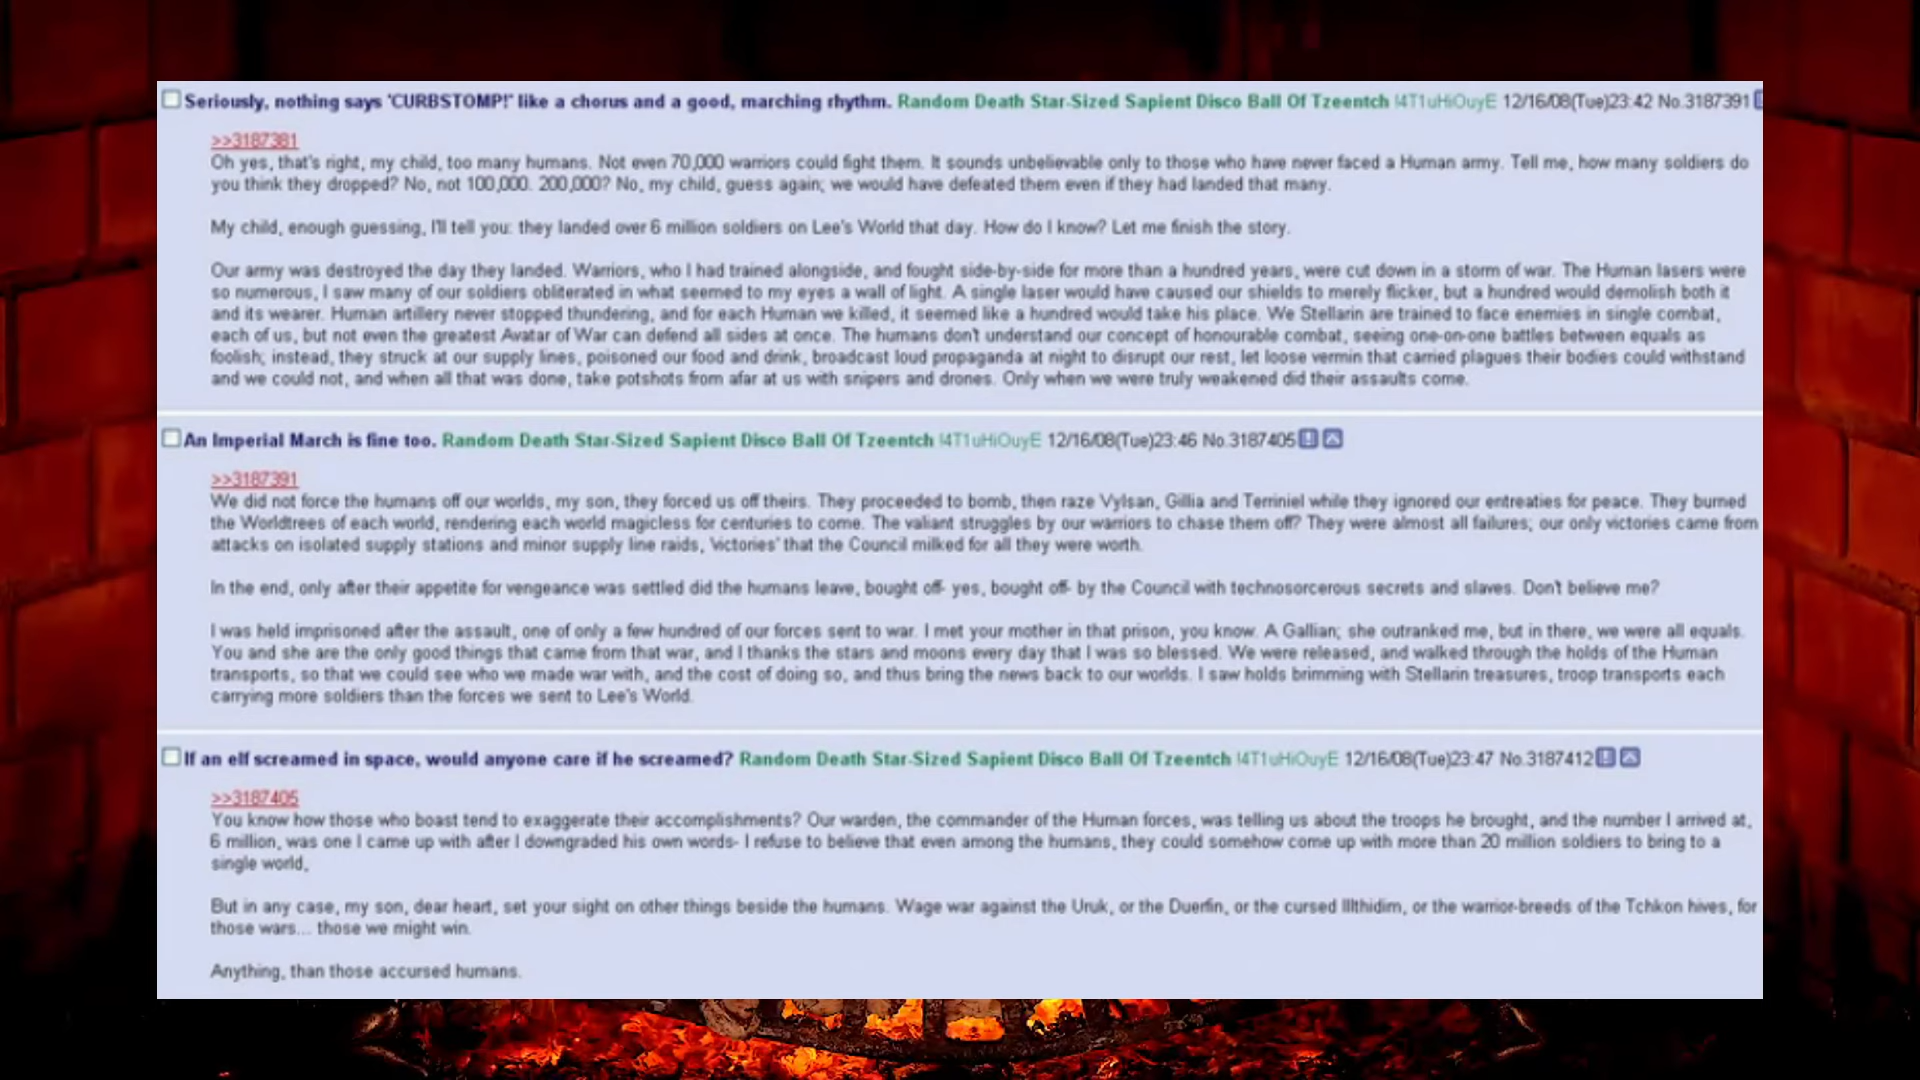 Seriously, nothing says 'CURBSTOMP!' like a chorus and a good, marching rhythm. Random Death Star-Sized Sapient Disco Ball Of Tzeentch !4T1uHiOuyE 12/16/08(Tue)23:42 No.3187391
>>3187381
Oh yes, that's right, my child, too many humans. Not even 70,000 warriors could fight them. It sounds unbelievable only to those who have never faced a Human army. Tell me, how many soldiers do
you think they dropped? No, not 100,000. 200,000? No, my child, guess again; we would have defeated them even if they had landed that many.
My child, enough guessing, I'll tell you: they landed over 6 million soldiers on Lee's World that day. How do I know? Let me finish the story.
Our army was destroyed the day they landed. Warriors, who I had trained alongside, and fought side-by-side for more than a hundred years, were cut down in a storm of war. The Human lasers were
so numerous, I saw many of our soldiers obliterated in what seemed to my eyes a wall of light. A single laser would have caused our shields to merely flicker, but a hundred would demolish both it
and its wearer. Human artillery never stopped thundering, and for each Human we killed, it seemed like a hundred would take his place. We Stellarin are trained to face enemies in single combat,
each of us, but not even the greatest Avatar of War can defend all sides at once. The humans don't understand our concept of honourable combat, seeing one-on-one battles between equals as
foolish; instead, they struck at our supply lines, poisoned our food and drink, broadcast loud propaganda at night to disrupt our rest, let loose vermin that carried plagues their bodies could withstand
and we could not, and when all that was done, take potshots from afar at us with snipers and drones. Only when we were truly weakened did their assaults come.
An Imperial March is fine too. Random Death Star-Sized Sapient Disco Ball Of Tzeentch !4T1uHiOuyE 12/16/08(Tue)23:46 No.3187405
>>3187391
We did not force the humans off our worlds, my son, they forced us off theirs. They proceeded to bomb, then raze Vylsan, Gillia and Terriniel while they ignored our entreaties for peace. They burned
the Worldtrees of each world, rendering each world magicless for centuries to come. The valiant struggles by our warriors to chase them off? They were almost all failures; our only victories came from
attacks on isolated supply stations and minor supply line raids, 'victories' that the Council milked for all they were worth.
In the end, only after their appetite for vengeance was settled did the humans leave, bought off- yes, bought off- by the Council with technosorcerous secrets and slaves. Don't believe me?
I was held imprisoned after the assault, one of only a few hundred of our forces sent to war. I met your mother in that prison, you know. A Gallian; she outranked me, but in there, we were all equals.
You and she are the only good things that came from that war, and I thanks the stars and moons every day that I was so blessed. We were released, and walked through the holds of the Human
transports, so that we could see who we made war with, and the cost of doing so, and thus bring the news back to our worlds. I saw holds brimming with Stellarin treasures, troop transports each
carrying more soldiers than the forces we sent to Lee's World.
If an elf screamed in space, would anyone care if he screamed? Random Death Star-Sized Sapient Disco Ball Of Tzeentch !4T1uHiOuyE 12/16/08(Tue)23:47 No.3187412
>>3187405
You know how those who boast tend to exaggerate their accomplishments? Our warden, the commander of the Human forces, was telling us about the troops he brought, and the number I arrived at,
6 million, was one I came up with after I downgraded his own words- I refuse to believe that even among the humans, they could somehow come up with more than 20 million soldiers to bring to a
single world,
But in any case, my son, dear heart, set your sight on other things beside the humans. Wage war against the Uruk, or the Duerfin, or the cursed Illthidim, or the warrior-breeds of the Tchkon hives, for
those wars... those we might win.
Anything, than those accursed humans.